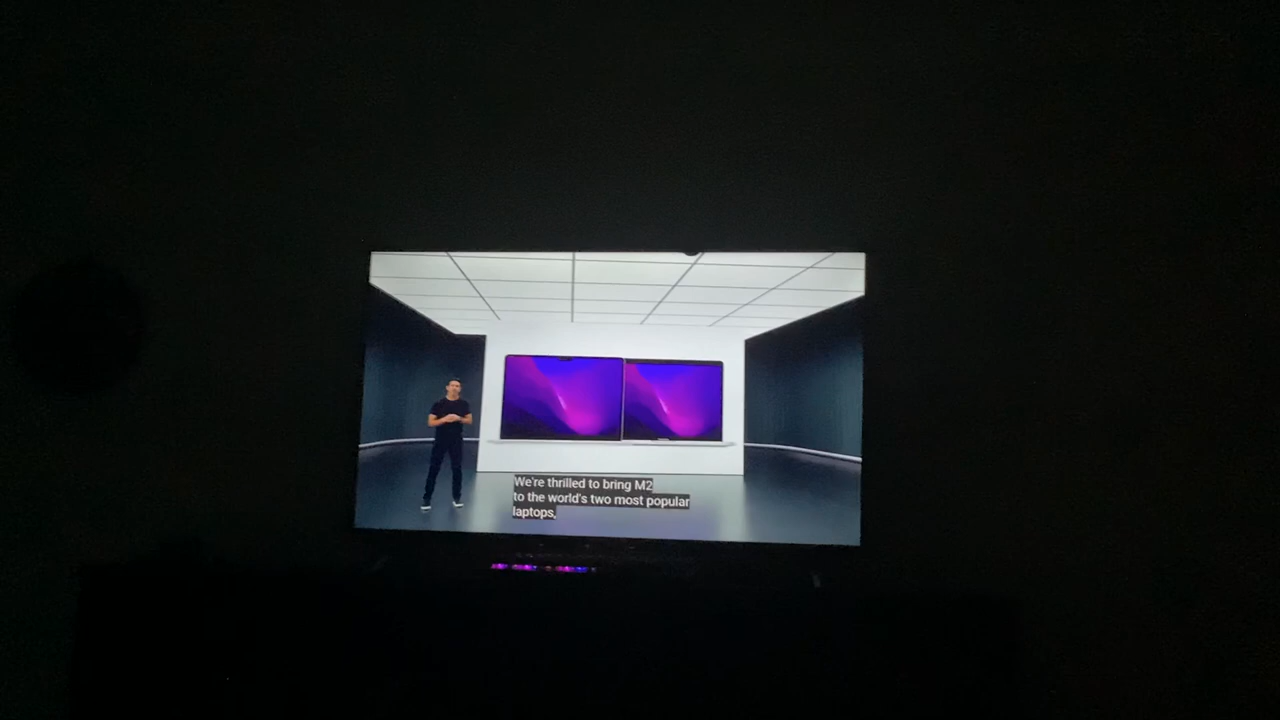 We're thrilled to bring M2
to the world's two most popular
laptops,